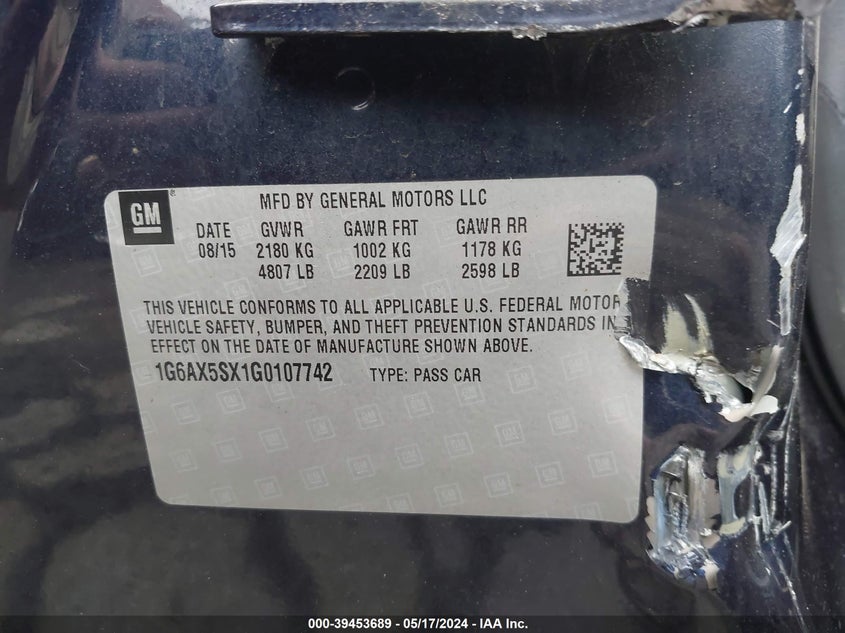 GM
MFD BY GENERAL MOTORS LLC
DATE GVWR GAWR FRT GAWR RR
08/15 2180 KG 1002 KG 1178 KG
4807 LB 2209 LB 2598 LB
THIS VEHICLE CONFORMS TO ALL APPLICABLE U.S. FEDERAL MOTOR
VEHICLE SAFETY, BUMPER, AND THEFT PREVENTION STANDARDS IN
EFFECT ON THE DATE OF MANUFACTURE SHOWN ABOVE.
1G6AX5SX1G0107742 TYPE: PASS CAR
000-39453689 - 05/17/2024 - IAA Inc.